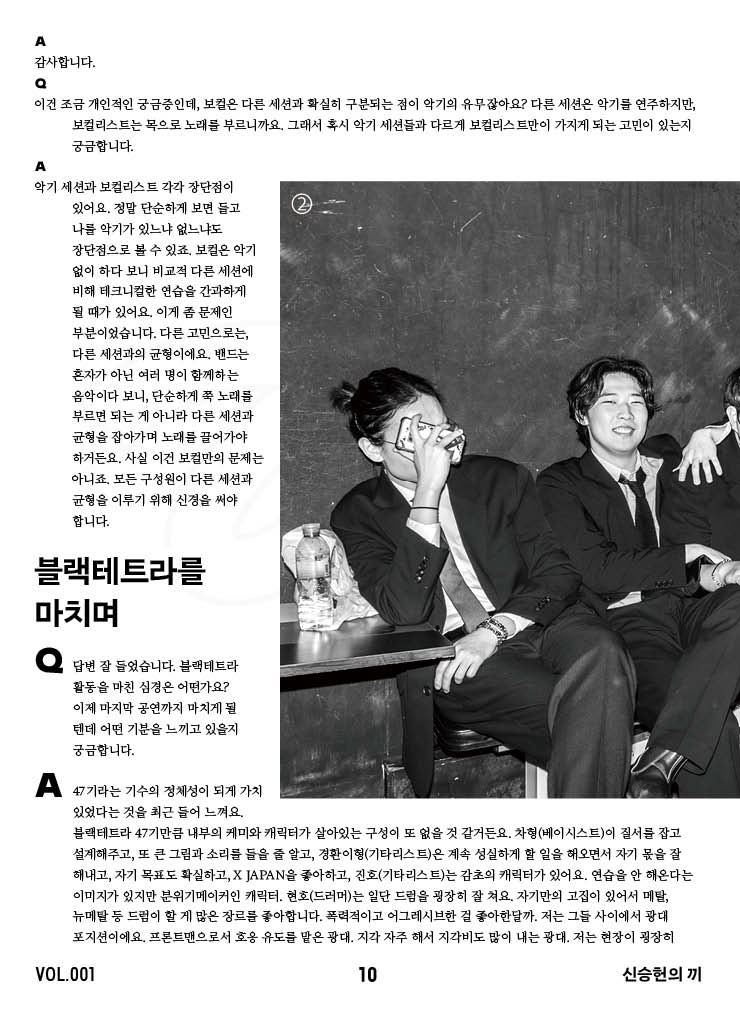 A
감사합니다.
Q
이건 조금 개인적인 궁금증인데, 보컬은 다른 세션과 확실히 구분되는 점이 악기의 유무잖아요? 다른 세션은 악기를 연주하지만,
보컬리스트는 목으로 노래를 부르니까요. 그래서 혹시 악기 세션들과 다르게 보컬리스트만이 가지게 되는 고민이 있는지
궁금합니다.
A
악기 세션과 보컬리스트 각각 장단점이
있어요. 정말 단순하게 보면 들고
나를 악기가 있느냐 없느냐도
장단점으로 볼 수 있죠. 보컬은 악기
없이 하다 보니 비교적 다른 세션에
비해 테크니컬한 연습을 간과하게
될 때가 있어요. 이게 좀 문제인
부분이었습니다. 다른 고민으로는,
다른 세션과의 균형이에요. 밴드는
혼자가 아닌 여러 명이 함께하는
음악이다 보니, 단순하게 쭉 노래를
부르면 되는 게 아니라 다른 세션과
균형을 잡아가며 노래를 끌어가야
하거든요. 사실 이건 보컬만의 문제는
아니죠. 모든 구성원이 다른 세션과
균형을 이루기 위해 신경을 써야
합니다.
②
블랙테트라를
마치며
Q 답변 잘 들었습니다. 블랙테트라
활동을 마친 심경은 어떤가요?
이제 마지막 공연까지 마치게 될
텐데 어떤 기분을 느끼고 있을지
궁금합니다.
A 47기라는 기수의 정체성이 되게 가치
있었다는 것을 최근 들어 느껴요.
블랙테트라 47기만큼 내부의 케미와 캐릭터가 살아있는 구성이 또 없을 것 같거든요. 차형(베이시스트)이 질서를 잡고
설계해주고, 또 큰 그림과 소리를 들을 줄 알고, 경환이형(기타리스트)은 계속 성실하게 할 일을 해오면서 자기 몫을 잘
해내고, 자기 목표도 확실하고, X JAPAN을 좋아하고, 진호(기타리스트)는 감초의 캐릭터가 있어요. 연습을 안 해온다는
이미지가 있지만 분위기메이커인 캐릭터. 현호(드러머)는 일단 드럼을 굉장히 잘 쳐요. 자기만의 고집이 있어서 메탈,
뉴메탈 등 드럼이 할 게 많은 장르를 좋아합니다. 폭력적이고 어그레시브한 걸 좋아한달까. 저는 그들 사이에서 광대
포지션이에요. 프론트맨으로서 호응 유도를 맡은 광대. 지각 자주 해서 지각비도 많이 내는 광대. 저는 현장이 굉장히
VOL.001
10
신승헌의 끼